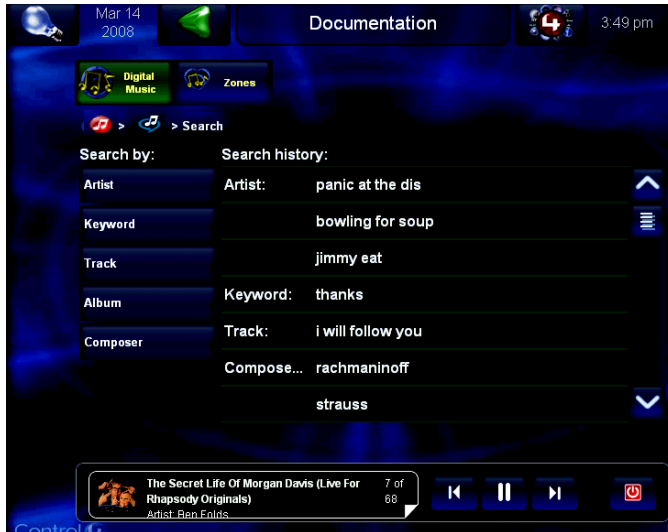 Mar 14
2008
Documentation
4
3:49 pm
Digital
Music
Zones
> > Search
Search by:
Search history:
Artist
Artist: panic at the dis
Keyword
bowling for soup
Track
jimmy eat
Album
Keyword: thanks
Composer
Track: i will follow you
Compose... rachmaninoff
strauss
The Secret Life Of Morgan Davis (Live For
Rhapsody Originals)
Artist: Ben Folds
7 of
68
Control4